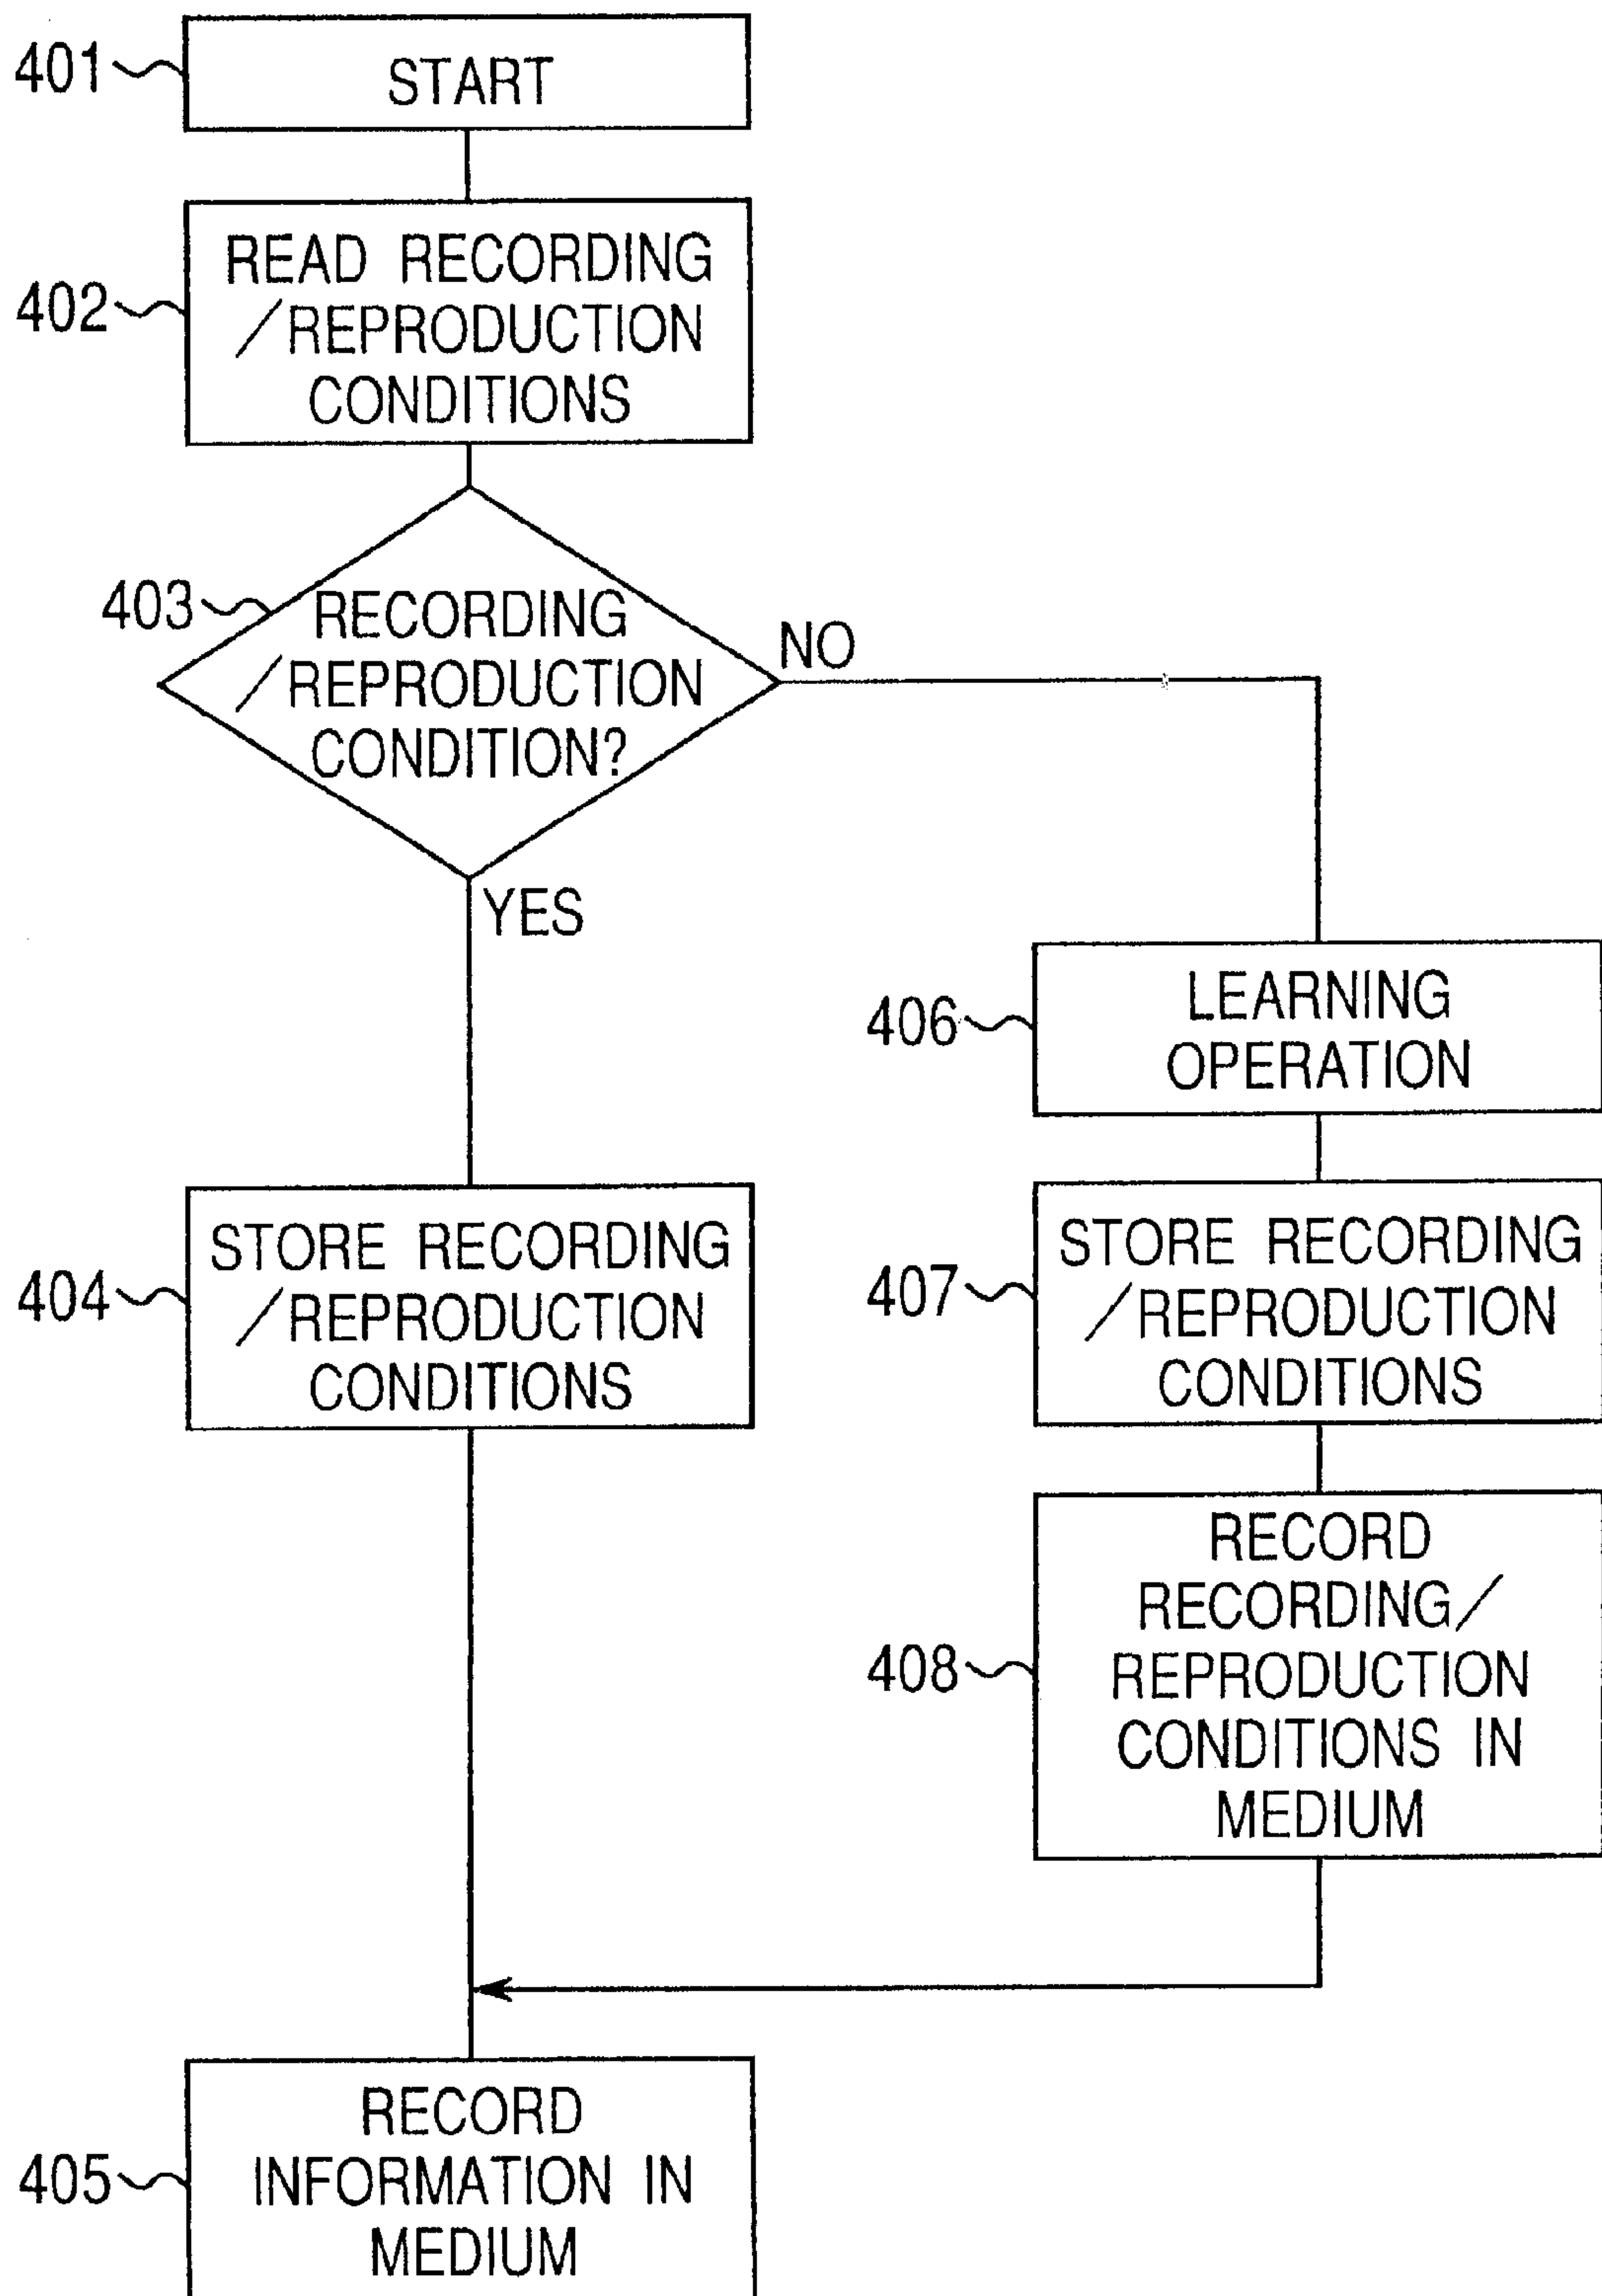 401
START
402
READ RECORDING
/REPRODUCTION
CONDITIONS
403
RECORDING
/REPRODUCTION
CONDITION?
NO
YES
406
LEARNING
OPERATION
404
STORE RECORDING
/REPRODUCTION
CONDITIONS
407
STORE RECORDING
/REPRODUCTION
CONDITIONS
408
RECORD
RECORDING/
REPRODUCTION
CONDITIONS IN
MEDIUM
405
RECORD
INFORMATION IN
MEDIUM